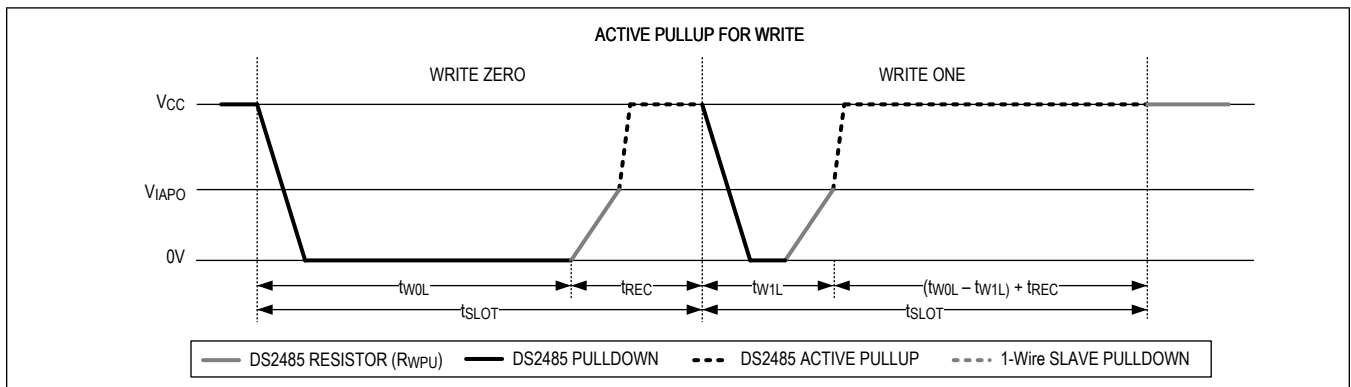 ACTIVE PULLUP FOR WRITE
WRITE ZERO WRITE ONE
VCC
VIAPO
0V
tW0L tREC tW1L (tW0L – tW1L) + tREC
tSLOT tSLOT
DS2485 RESISTOR (RWPU) DS2485 PULLDOWN DS2485 ACTIVE PULLUP 1-Wire SLAVE PULLDOWN